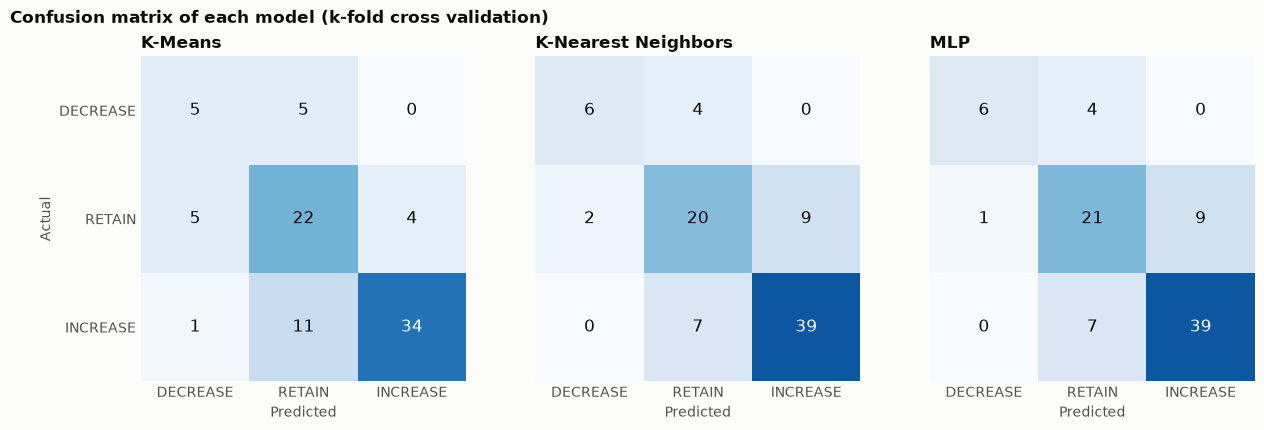 Confusion matrix of each model (k-fold cross validation)
K-Means
K-Nearest Neighbors
MLP
Actual
DECREASE 5 5 0 6 4 0 6 4 0
RETAIN 5 22 4 2 20 9 1 21 9
INCREASE 1 11 34 0 7 39 0 7 39
DECREASE RETAIN INCREASE DECREASE RETAIN INCREASE DECREASE RETAIN INCREASE
Predicted Predicted Predicted